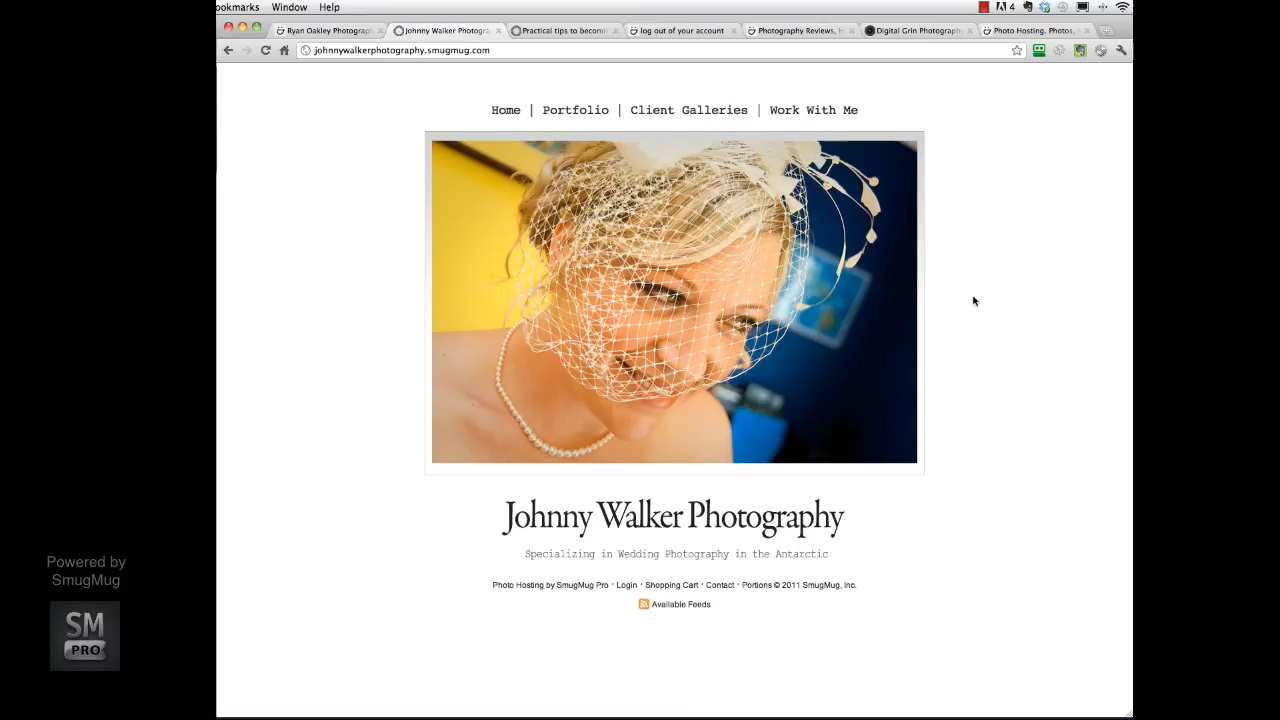 ookmarks Window Help
4
Ryan Oakley Photograph
Johnny Walker Photogra
Practical tips to becomi
log out of your account
Photography Reviews, H
Digital Grin Photography
Photo Hosting. Photos,
johnnywalkerphotography.smugmug.com
Home | Portfolio | Client Galleries | Work With Me
Johnny Walker Photography
Specializing in Wedding Photography in the Antarctic
Photo Hosting by SmugMug Pro · Login · Shopping Cart · Contact · Portions © 2011 SmugMug, Inc.
Available Feeds
Powered by
SmugMug
SM
PRO